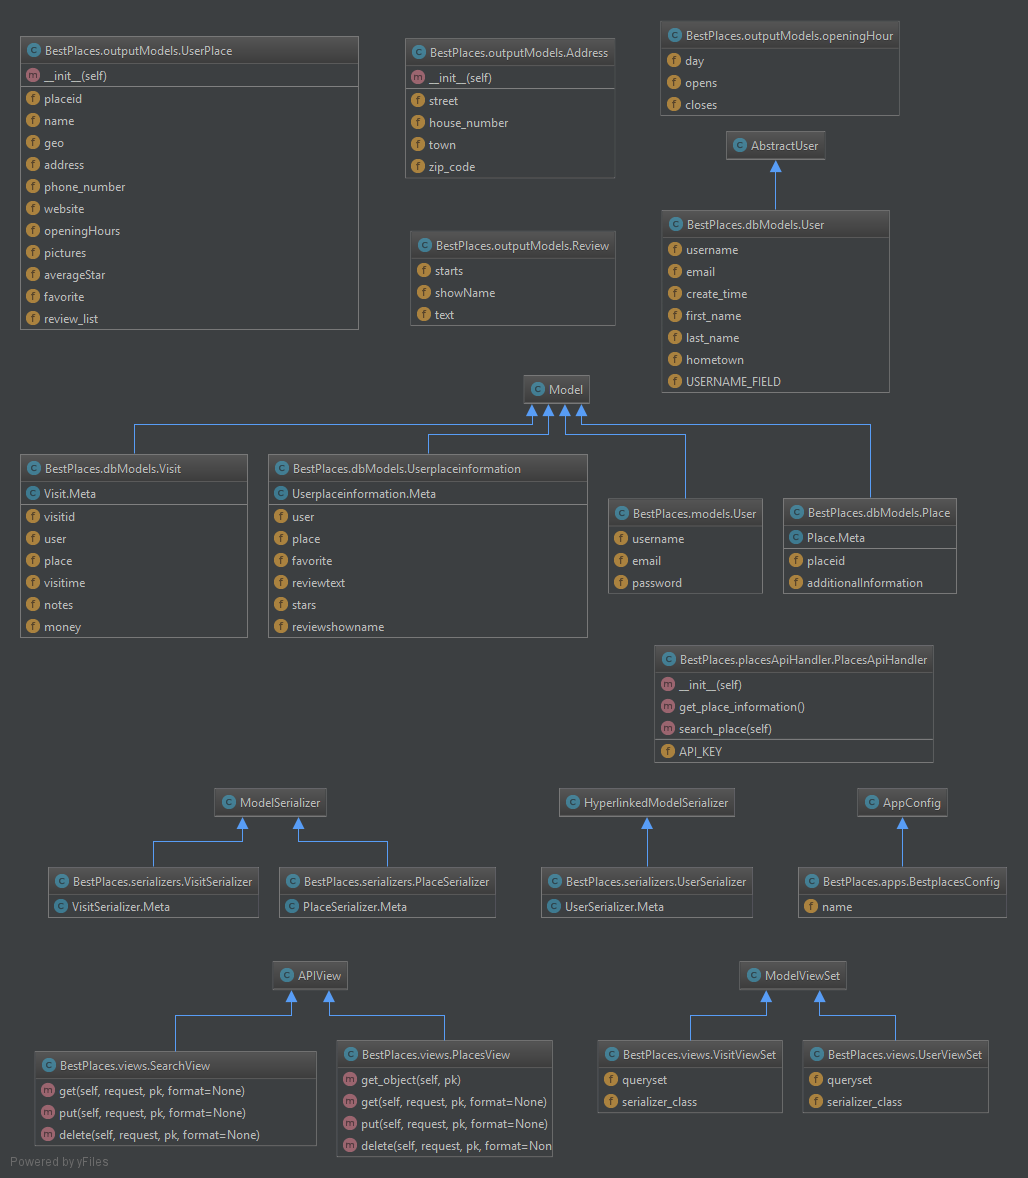 BestPlaces.outputModels.UserPlace
__init__(self)
placeid
name
geo
address
phone_number
website
openingHours
pictures
averageStar
favorite
review_list
BestPlaces.outputModels.Address
__init__(self)
street
house_number
town
zip_code
BestPlaces.outputModels.openingHour
day
opens
closes
AbstractUser
BestPlaces.outputModels.Review
starts
showName
text
BestPlaces.dbModels.User
username
email
create_time
first_name
last_name
hometown
USERNAME_FIELD
Model
BestPlaces.dbModels.Visit
Visit.Meta
visitid
user
place
visitime
notes
money
BestPlaces.dbModels.Userplaceinformation
Userplaceinformation.Meta
user
place
favorite
reviewtext
stars
reviewshowname
BestPlaces.models.User
username
email
password
BestPlaces.dbModels.Place
Place.Meta
placeid
additionalInformation
BestPlaces.placesApiHandler.PlacesApiHandler
__init__(self)
get_place_information()
search_place(self)
API_KEY
ModelSerializer
HyperlinkedModelSerializer
AppConfig
BestPlaces.serializers.VisitSerializer
VisitSerializer.Meta
BestPlaces.serializers.PlaceSerializer
PlaceSerializer.Meta
BestPlaces.serializers.UserSerializer
UserSerializer.Meta
BestPlaces.apps.BestplacesConfig
name
APIView
ModelViewSet
BestPlaces.views.SearchView
get(self, request, pk, format=None)
put(self, request, pk, format=None)
delete(self, request, pk, format=None)
BestPlaces.views.PlacesView
get_object(self, pk)
get(self, request, pk, format=None)
put(self, request, pk, format=None)
delete(self, request, pk, format=Non
BestPlaces.views.VisitViewSet
queryset
serializer_class
BestPlaces.views.UserViewSet
queryset
serializer_class
Powered by yFiles